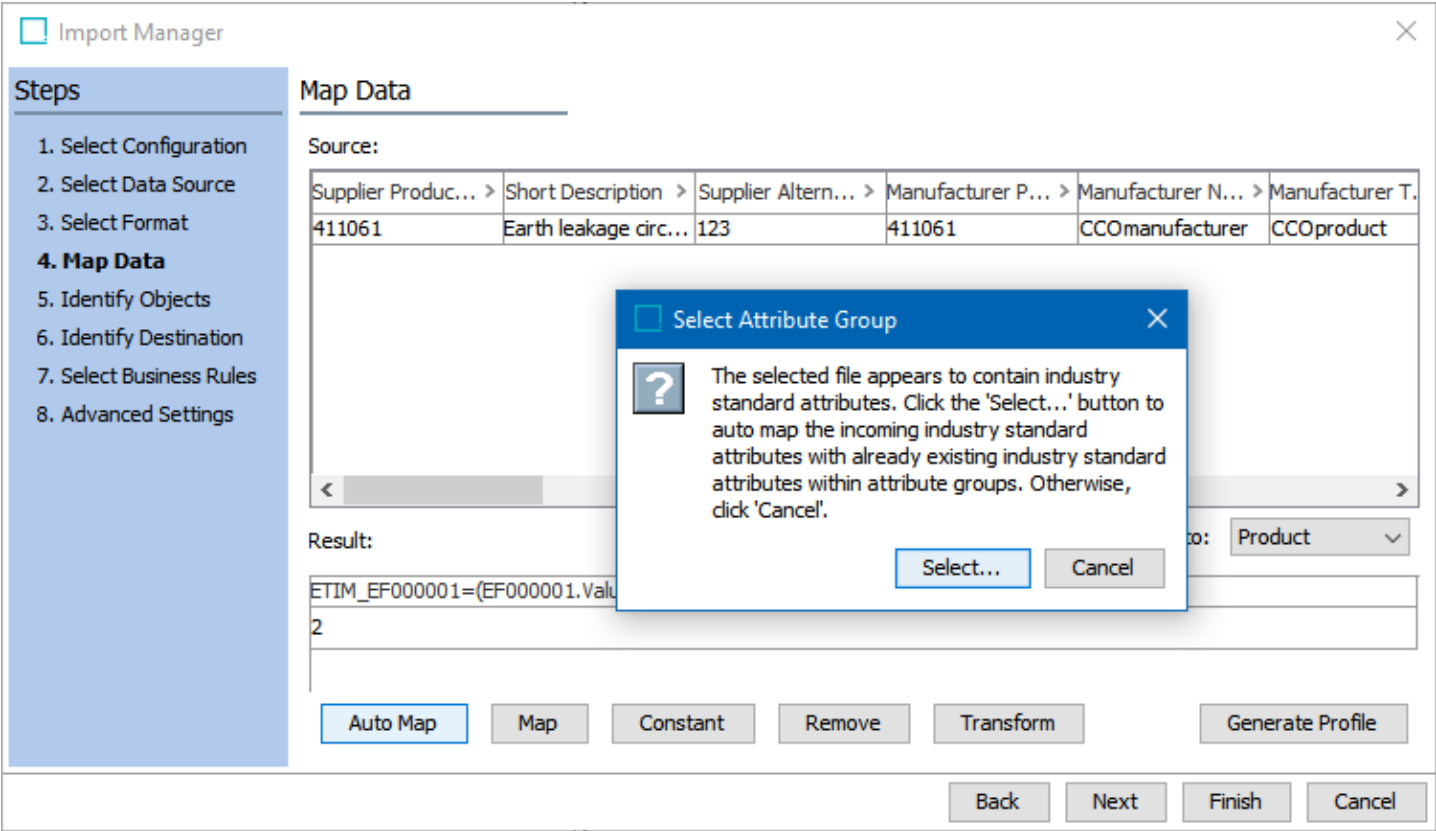 Import Manager
Steps
1. Select Configuration
2. Select Data Source
3. Select Format
4. Map Data
5. Identify Objects
6. Identify Destination
7. Select Business Rules
8. Advanced Settings
Map Data
Source:
Supplier Produc... > Short Description > Supplier Altern... > Manufacturer P... > Manufacturer N... > Manufacturer T.
411061 Earth leakage circ... 123 411061 CCOmanufacturer CCOproduct
Select Attribute Group
The selected file appears to contain industry
standard attributes. Click the 'Select...' button to
auto map the incoming industry standard
attributes with already existing industry standard
attributes within attribute groups. Otherwise,
click 'Cancel'.
Select... Cancel
Result: to: Product
ETIM_EF000001=(EF000001.Valu
2
Auto Map Map Constant Remove Transform Generate Profile
Back Next Finish Cancel